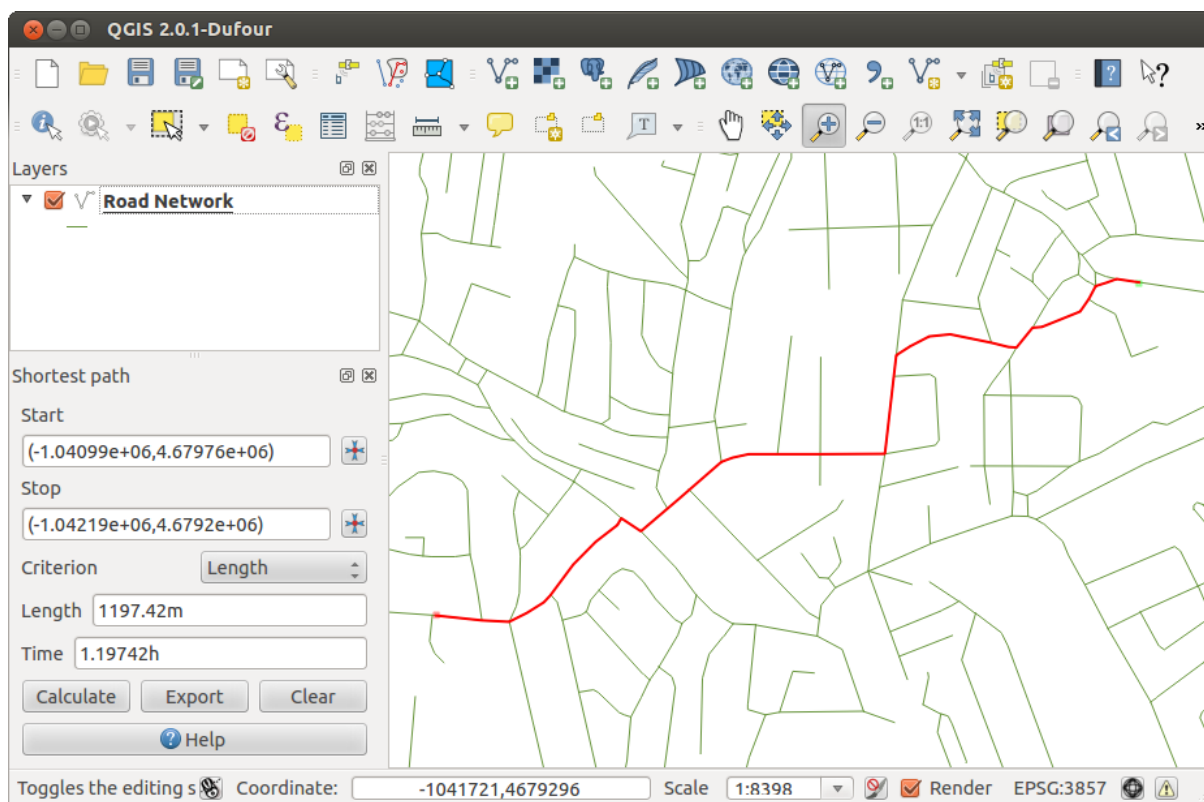 QGIS 2.0.1-Dufour
Layers
Road Network
Shortest path
Start
(-1.04099e+06,4.67976e+06)
Stop
(-1.04219e+06,4.6792e+06)
Criterion Length
Length 1197.42m
Time 1.19742h
Calculate Export Clear
Help
Toggles the editing s Coordinate: -1041721,4679296 Scale 1:8398 Render EPSG:3857